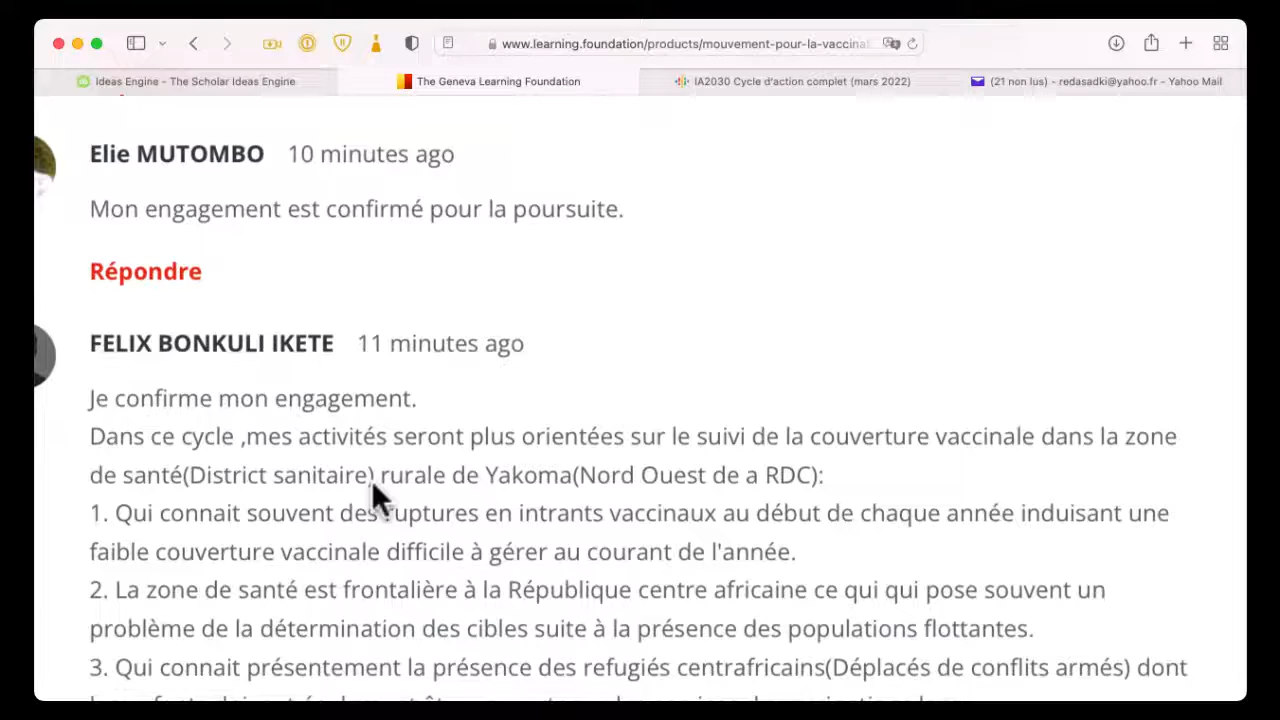 www.learning.foundation/products/mouvement-pour-la-vaccina
Ideas Engine - The Scholar Ideas Engine
The Geneva Learning Foundation
IA2030 Cycle d'action complet (mars 2022)
(21 non lus) - redasadki@yahoo.fr - Yahoo Mail
Elie MUTOMBO 10 minutes ago
Mon engagement est confirmé pour la poursuite.
Répondre
FELIX BONKULI IKETE 11 minutes ago
Je confirme mon engagement.
Dans ce cycle ,mes activités seront plus orientées sur le suivi de la couverture vaccinale dans la zone
de santé(District sanitaire) rurale de Yakoma(Nord Ouest de a RDC):
1. Qui connait souvent des ruptures en intrants vaccinaux au début de chaque année induisant une
faible couverture vaccinale difficile à gérer au courant de l'année.
2. La zone de santé est frontalière à la République centre africaine ce qui qui pose souvent un
problème de la détermination des cibles suite à la présence des populations flottantes.
3. Qui connait présentement la présence des refugiés centrafricains(Déplacés de conflits armés) dont